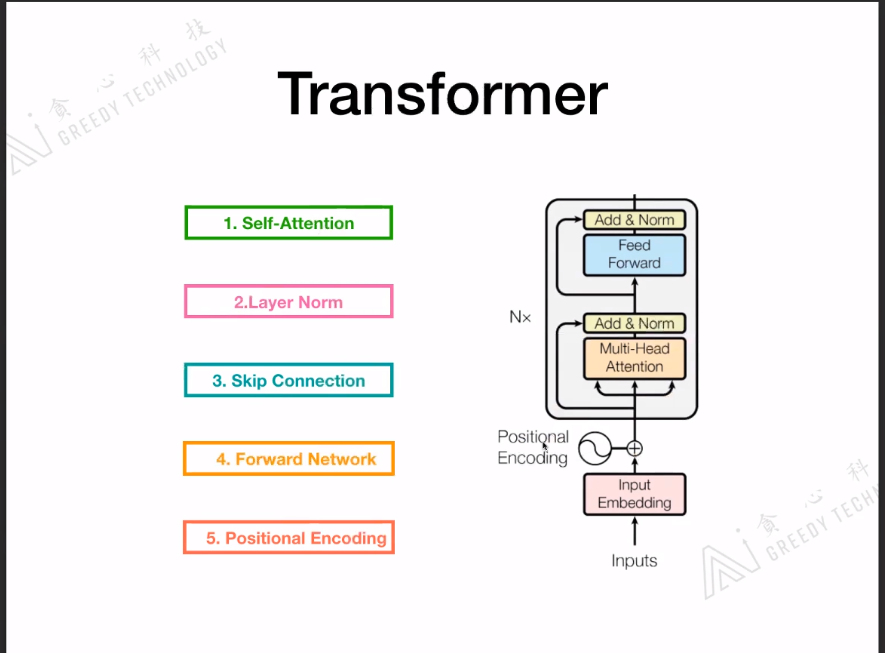 贪心科技
GREEDY TECHNOLOGY
Transformer
1. Self-Attention
2.Layer Norm
3. Skip Connection
4. Forward Network
5. Positional Encoding
Add & Norm
Feed
Forward
N×
Add & Norm
Multi-Head
Attention
Positional
Encoding
Input
Embedding
Inputs
贪心科
GREEDY TECHN